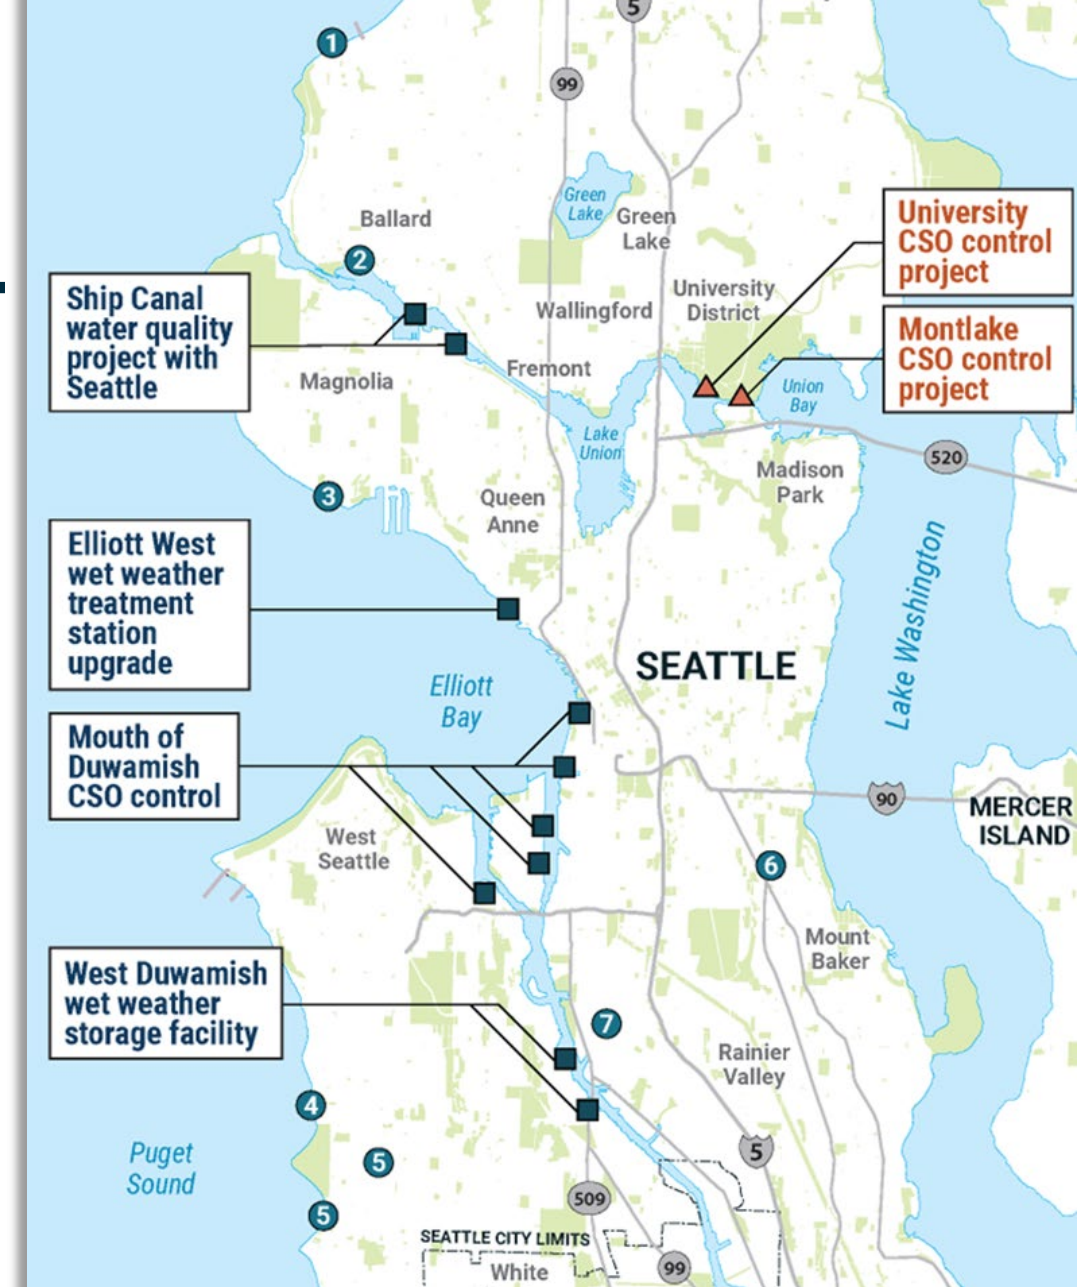 5
1
99
Green
Lake
Green
Lake
Ballard
University
CSO control
project
2
University
District
Ship Canal
water quality
project with
Seattle
Wallingford
Montlake
CSO control
project
Fremont
Magnolia
Union
Bay
Lake
Union
520
Madison
Park
3
Queen
Anne
Elliott West
wet weather
treatment
station
upgrade
Lake Washington
SEATTLE
Elliott
Bay
Mouth of
Duwamish
CSO control
90
MERCER
ISLAND
West
Seattle
6
Mount
Baker
West Duwamish
wet weather
storage facility
7
Rainier
Valley
4
5
Puget
Sound
5
5
509
SEATTLE CITY LIMITS
White
99